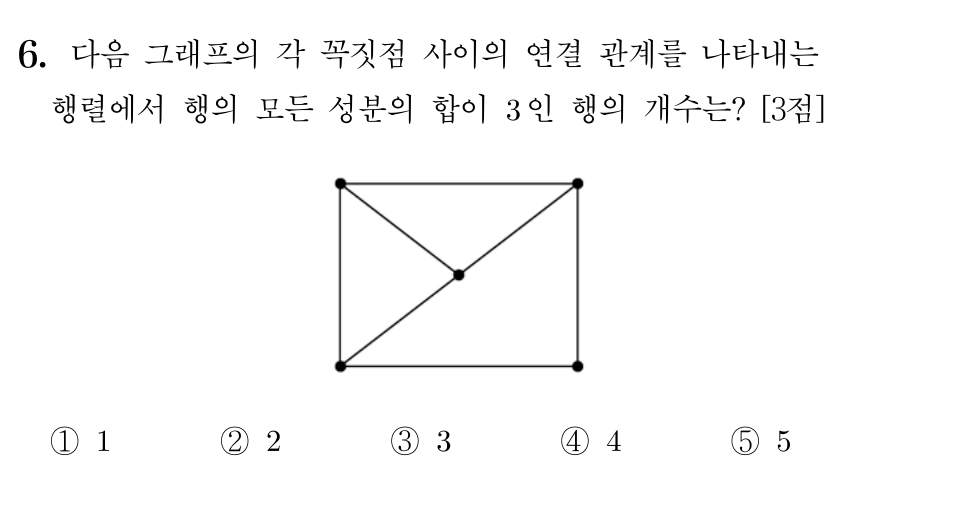 6. 다음 그래프의 각 꼭짓점 사이의 연결 관계를 나타내는
행렬에서 행의 모든 성분의 합이 3인 행의 개수는? [3점]
① 1 ② 2 ③ 3 ④ 4 ⑤ 5